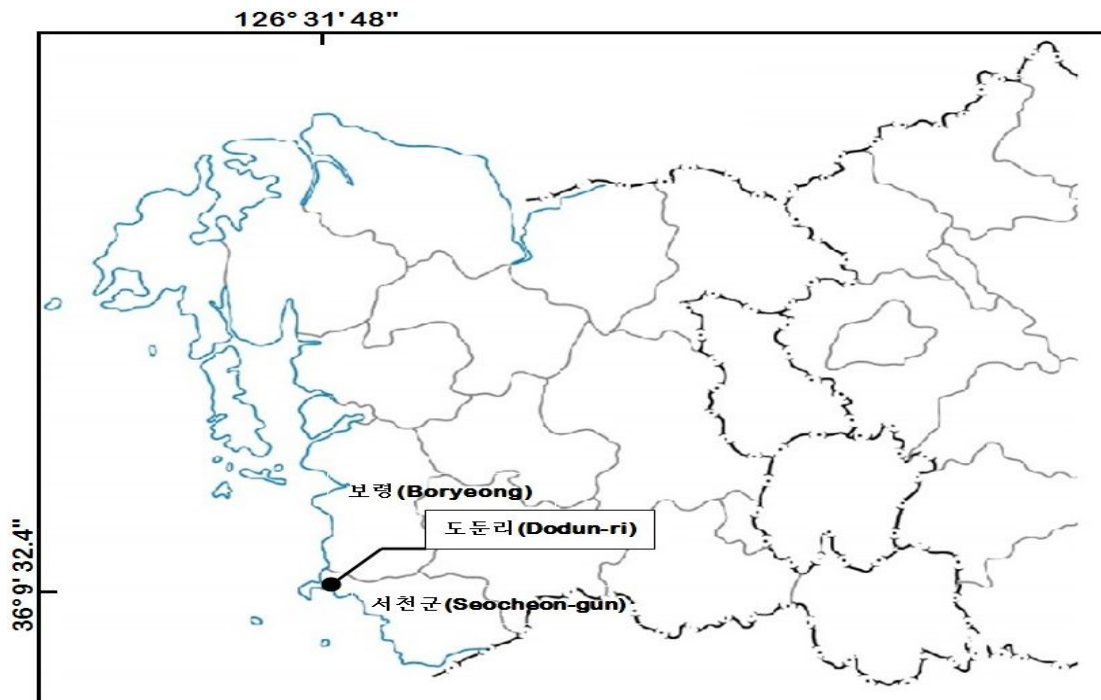 126° 31' 48"
보령(Boryeong)
도둔리(Dodun-ri)
36° 9' 32.4"
서천군(Seocheon-gun)